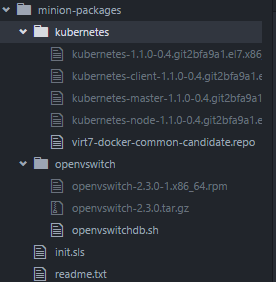 minion-packages
kubernetes
kubernetes-1.1.0-0.4.git2bfa9a1.el7.x86
kubernetes-client-1.1.0-0.4.git2bfa9a1.e
kubernetes-master-1.1.0-0.4.git2bfa9a1
kubernetes-node-1.1.0-0.4.git2bfa9a1.e
virt7-docker-common-candidate.repo
openvswitch
openvswitch-2.3.0-1.x86_64.rpm
openvswitch-2.3.0.tar.gz
openvswitchdb.sh
init.sls
readme.txt